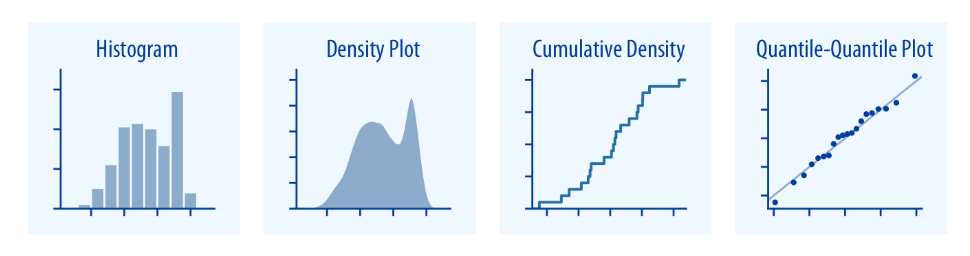 Histogram
Density Plot
Cumulative Density
Quantile-Quantile Plot